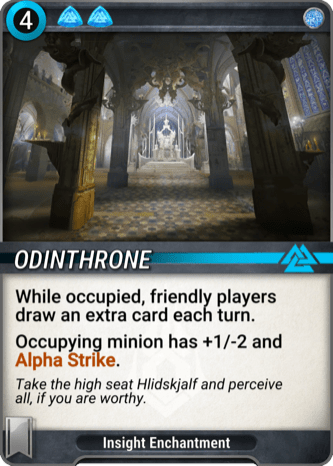 4
ODINTHRONE
While occupied, friendly players
draw an extra card each turn.
Occupying minion has +1/-2 and
Alpha Strike.
Take the high seat Hlidskjalf and perceive
all, if you are worthy.
Insight Enchantment